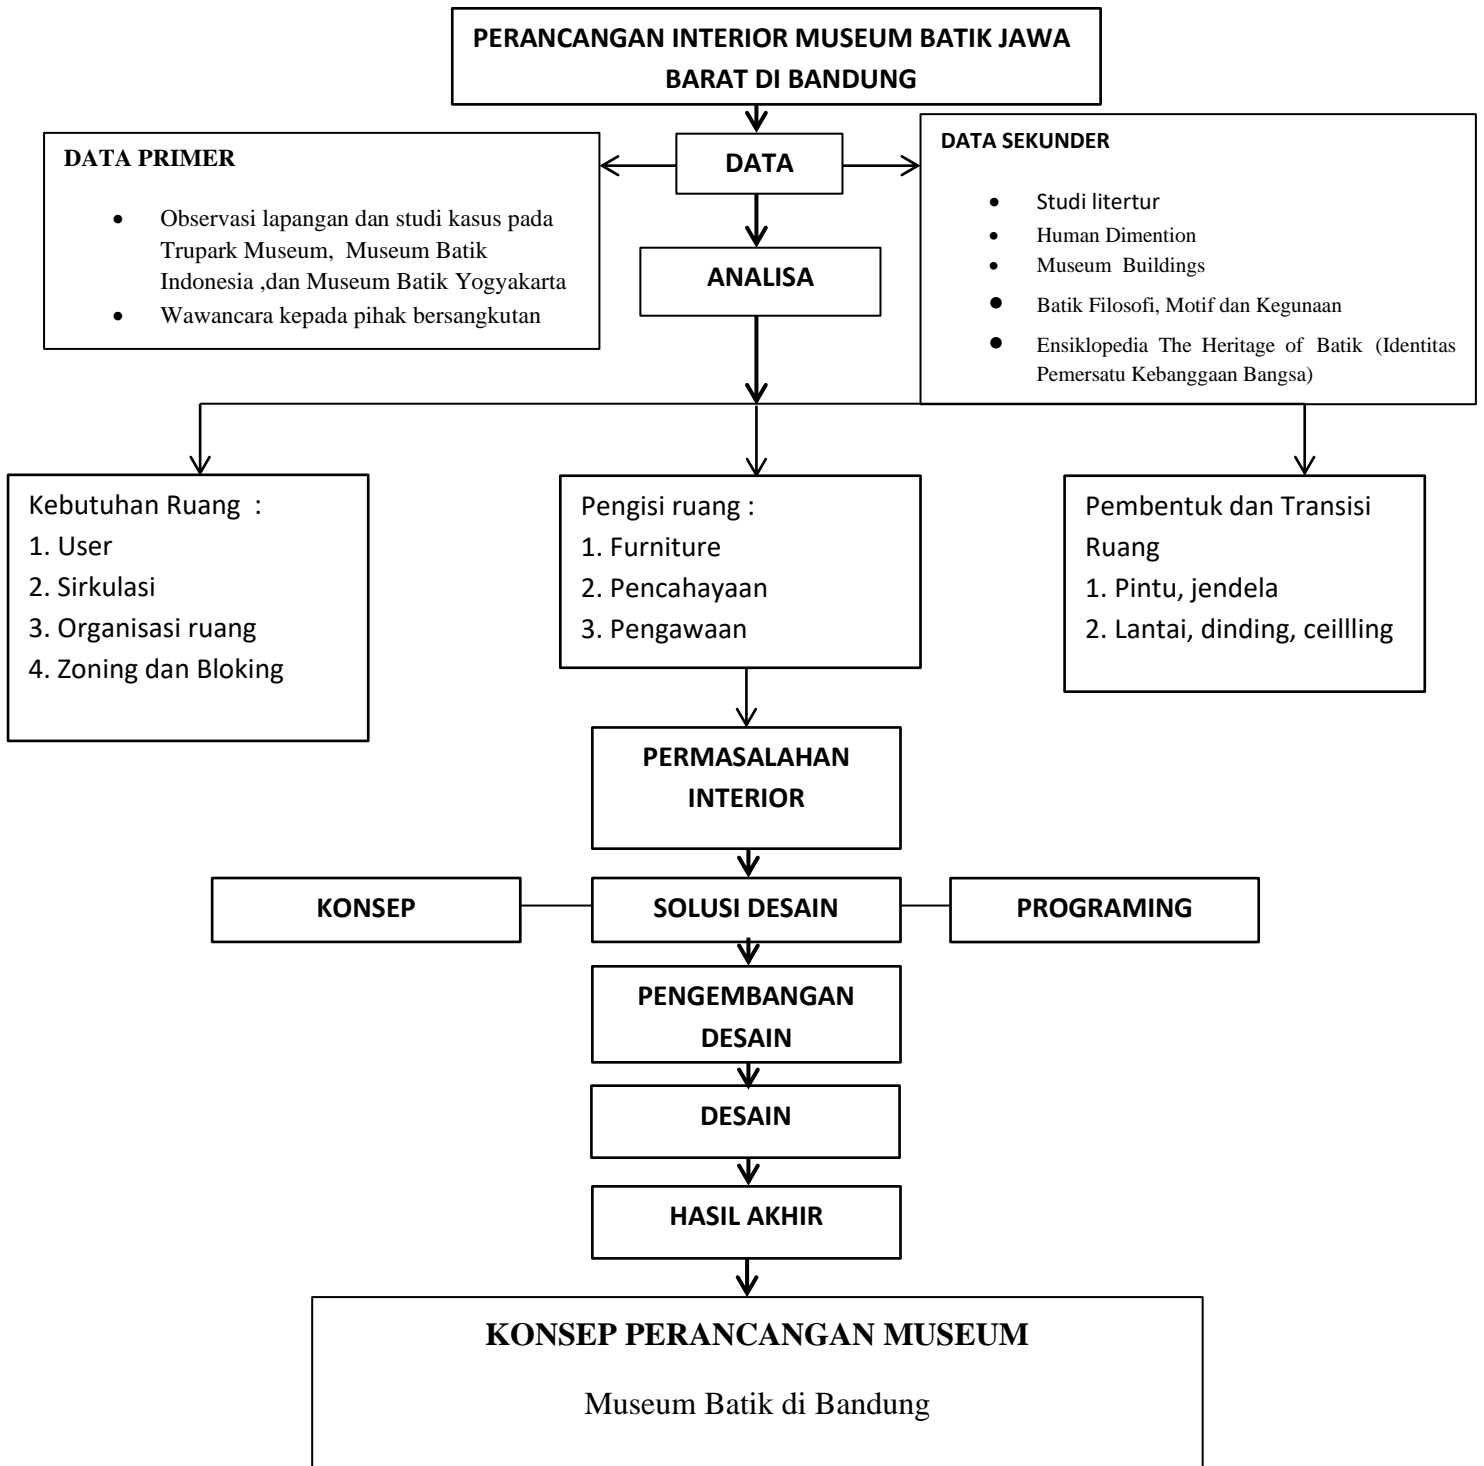 PERANCANGAN INTERIOR MUSEUM BATIK JAWA
BARAT DI BANDUNG
DATA PRIMER
• Observasi lapangan dan studi kasus pada
Trupark Museum, Museum Batik
Indonesia ,dan Museum Batik Yogyakarta
• Wawancara kepada pihak bersangkutan
DATA
DATA SEKUNDER
• Studi litertur
• Human Dimention
• Museum Buildings
• Batik Filosofi, Motif dan Kegunaan
• Ensiklopedia The Heritage of Batik (Identitas
Pemersatu Kebanggaan Bangsa)
ANALISA
Kebutuhan Ruang :
1. User
2. Sirkulasi
3. Organisasi ruang
4. Zoning dan Bloking
Pengisi ruang :
1. Furniture
2. Pencahayaan
3. Pengawaan
Pembentuk dan Transisi
Ruang
1. Pintu, jendela
2. Lantai, dinding, ceillling
PERMASALAHAN
INTERIOR
KONSEP
SOLUSI DESAIN
PROGRAMING
PENGEMBANGAN
DESAIN
DESAIN
HASIL AKHIR
KONSEP PERANCANGAN MUSEUM
Museum Batik di Bandung